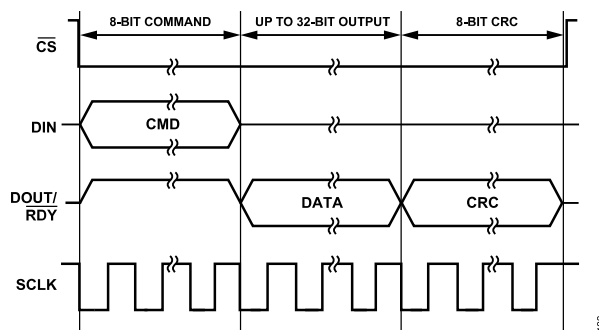 8-BIT COMMAND
UP TO 32-BIT OUTPUT
8-BIT CRC
CS
DIN
CMD
DOUT/
RDY
DATA
CRC
SCLK